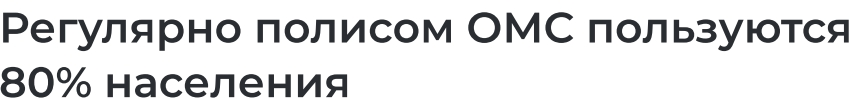 Регулярно полисом ОМС пользуются
80% населения